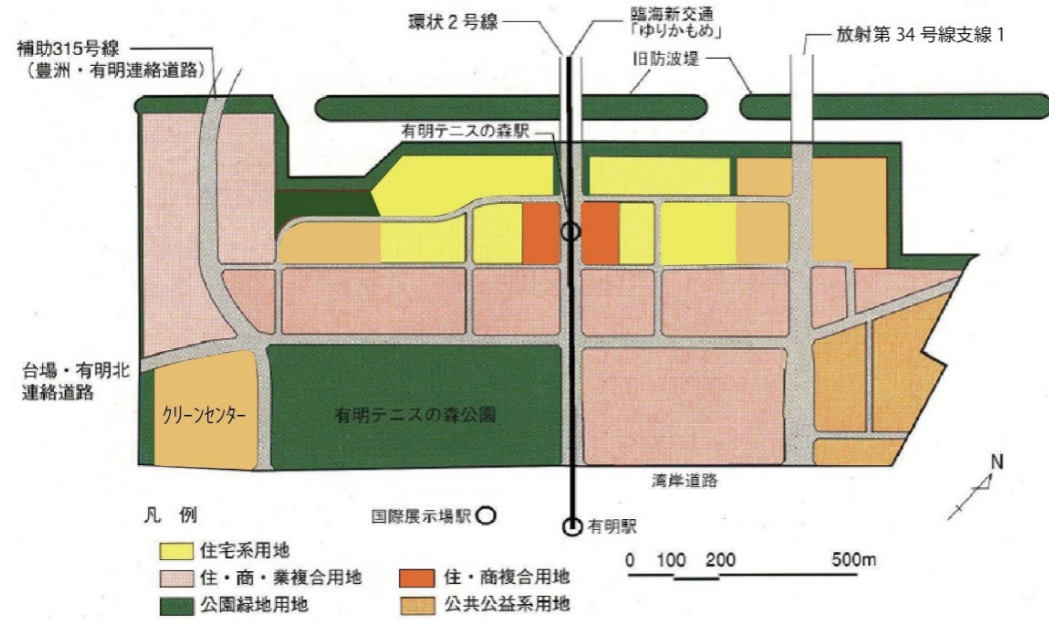 環状2号線
臨海新交通
「ゆりかもめ」
放射第34号線支線1
補助315号線
(豊洲・有明連絡道路)
旧防波堤
有明テニスの森駅
台場・有明北
連絡道路
クリーンセンター
有明テニスの森公園
湾岸道路
N
凡 例
国際展示場駅
有明駅
住宅系用地
住・商・業複合用地
住・商複合用地
公園緑地用地
公共公益系用地
0 100 200 500m